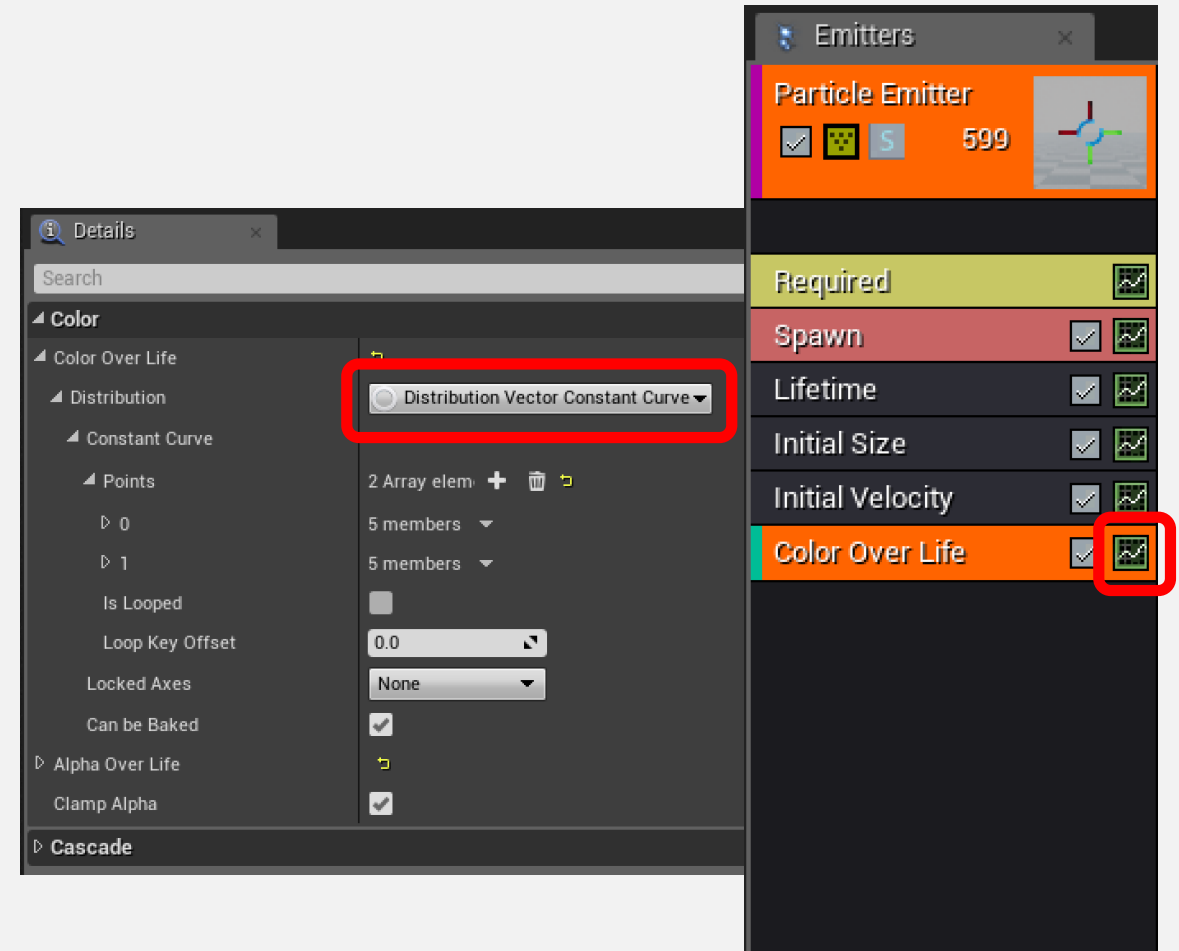 Details
Search
Color
Color Over Life
Distribution
Distribution Vector Constant Curve
Constant Curve
Points
2 Array elem
0
5 members
1
5 members
Is Looped
Loop Key Offset
0.0
Locked Axes
None
Can be Baked
Alpha Over Life
Clamp Alpha
Cascade
Emitters
Particle Emitter
S
599
Required
Spawn
Lifetime
Initial Size
Initial Velocity
Color Over Life